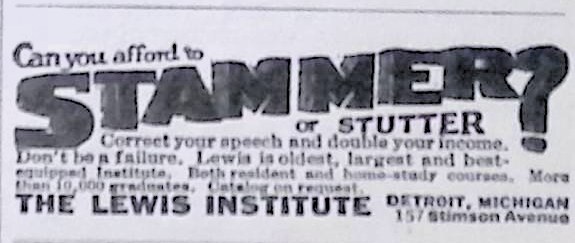 Can you afford to
STAMMER?
or STUTTER
Correct your speech and double your income.
Don't be a failure. Lewis is oldest, largest and best-
equipped Institute. Both resident and home-study courses. More
than 10,000 graduates. Catalog on request.
THE LEWIS INSTITUTE DETROIT, MICHIGAN
157 Stimson Avenue